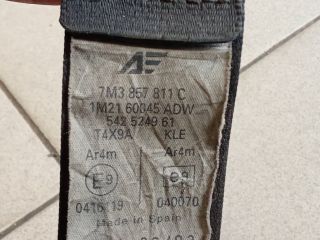 AE
7M3 857 811 C
1M21 60045 ADW
542 5249 61
T4X9A KLE
Ar4m Ar4m
E9 e9
0416 19 040070
Made in Spain